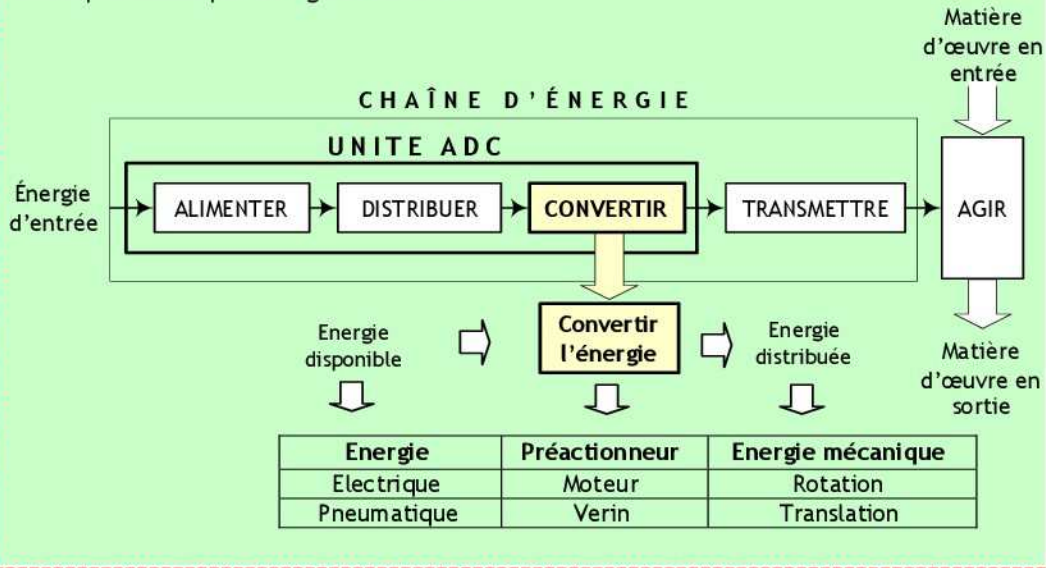 Matière
d'œuvre en
entrée
CHAÎNE D'ÉNERGIE
UNITE ADC
Énergie
d'entrée
ALIMENTER
DISTRIBUER
CONVERTIR
TRANSMETTRE
AGIR
Energie
disponible
Convertir
l'énergie
Energie
distribuée
Matière
d'œuvre en
sortie
Energie Préactionneur Energie mécanique
Electrique Moteur Rotation
Pneumatique Verin Translation